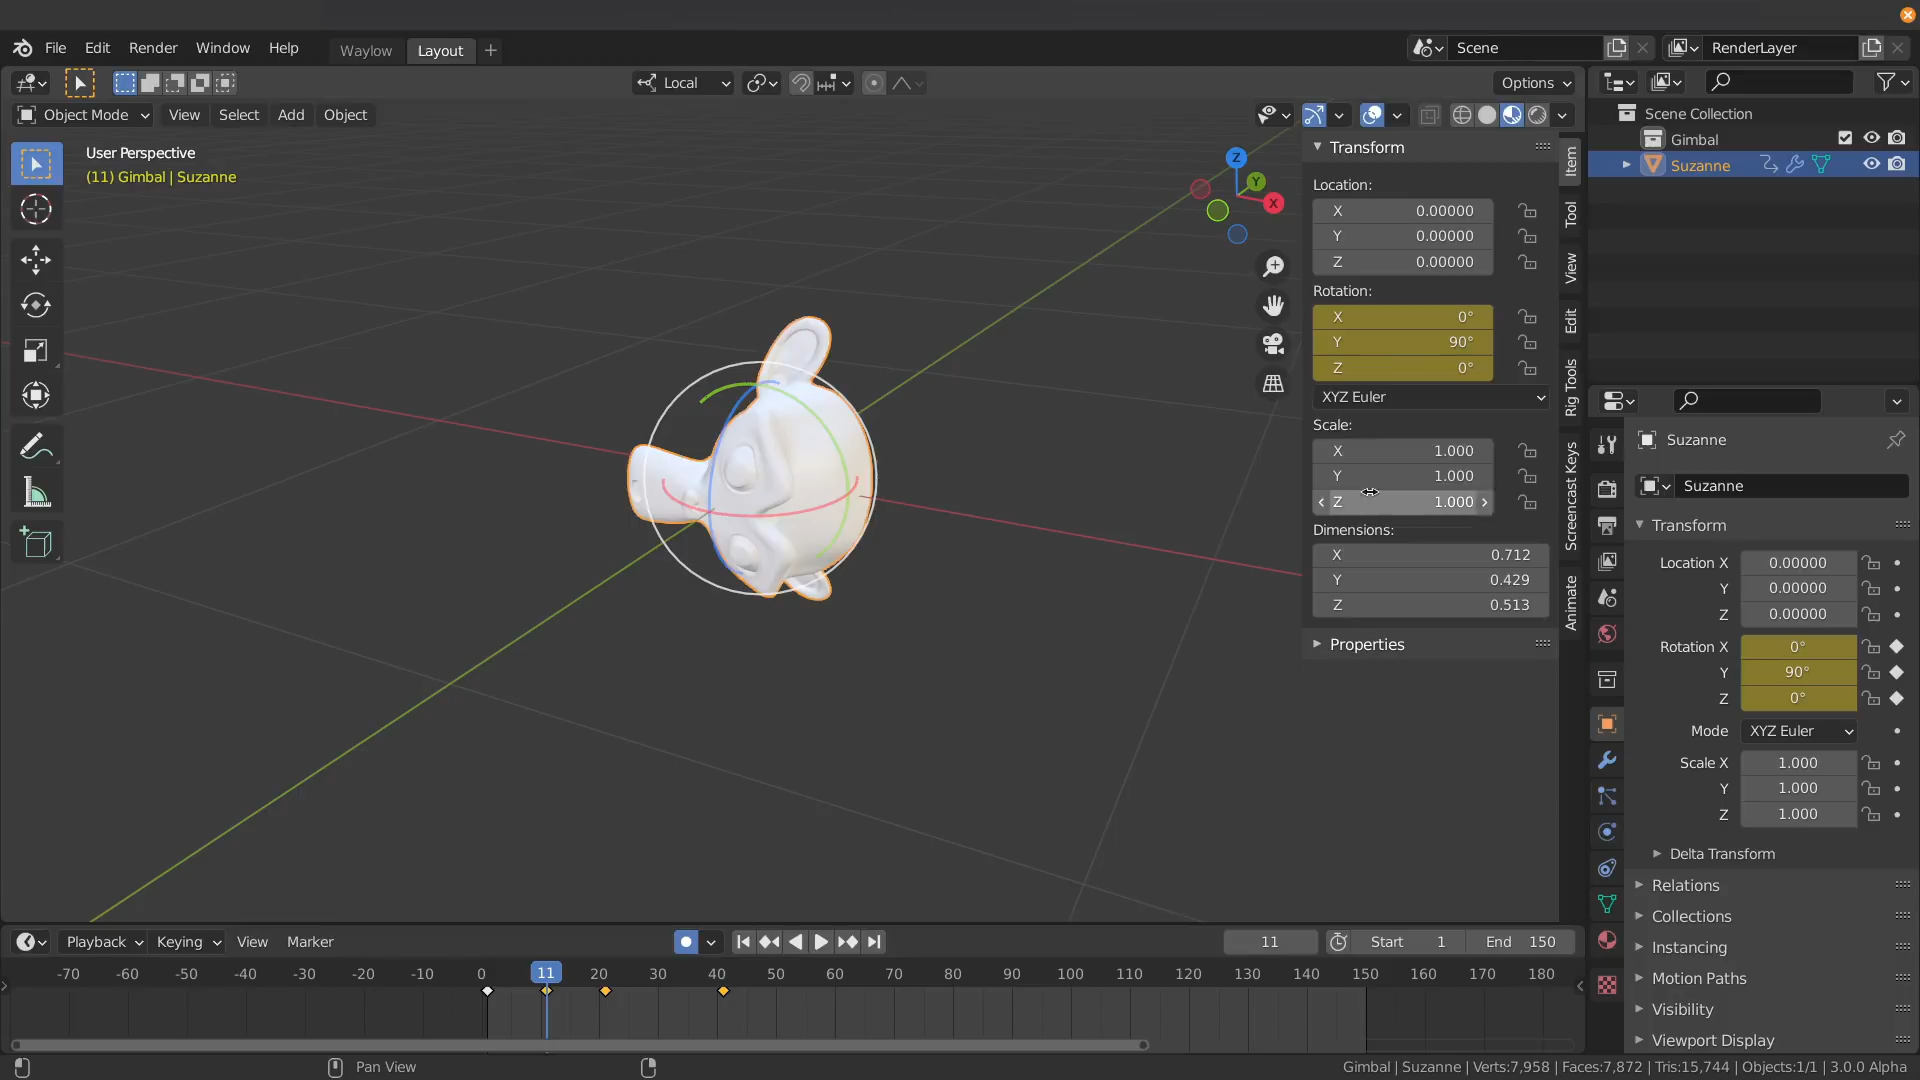 File Edit Render Window Help Waylow Layout Scene RenderLayer
Local Options
Object Mode View Select Add Object
User Perspective
(11) Gimbal | Suzanne
Z
Y
X
Transform
Location:
X 0.00000
Y 0.00000
Z 0.00000
Rotation:
X 0°
Y 90°
Z 0°
XYZ Euler
Scale:
X 1.000
Y 1.000
Z 1.000
Dimensions:
X 0.712
Y 0.429
Z 0.513
Properties
Item
Tool
View
Edit
Rig Tools
Screencast Keys
Animate
Scene Collection
Gimbal
Suzanne
Suzanne
Suzanne
Transform
Location X 0.00000
Y 0.00000
Z 0.00000
Rotation X 0°
Y 90°
Z 0°
Mode XYZ Euler
Scale X 1.000
Y 1.000
Z 1.000
Delta Transform
Relations
Collections
Instancing
Motion Paths
Visibility
Viewport Display
Playback Keying View Marker 11 Start 1 End 150
-70 -60 -50 -40 -30 -20 -10 0 11 20 30 40 50 60 70 80 90 100 110 120 130 140 150 160 170 180
Pan View
Gimbal | Suzanne | Verts:7,958 | Faces:7,872 | Tris:15,744 | Objects:1/1 | 3.0.0 Alpha